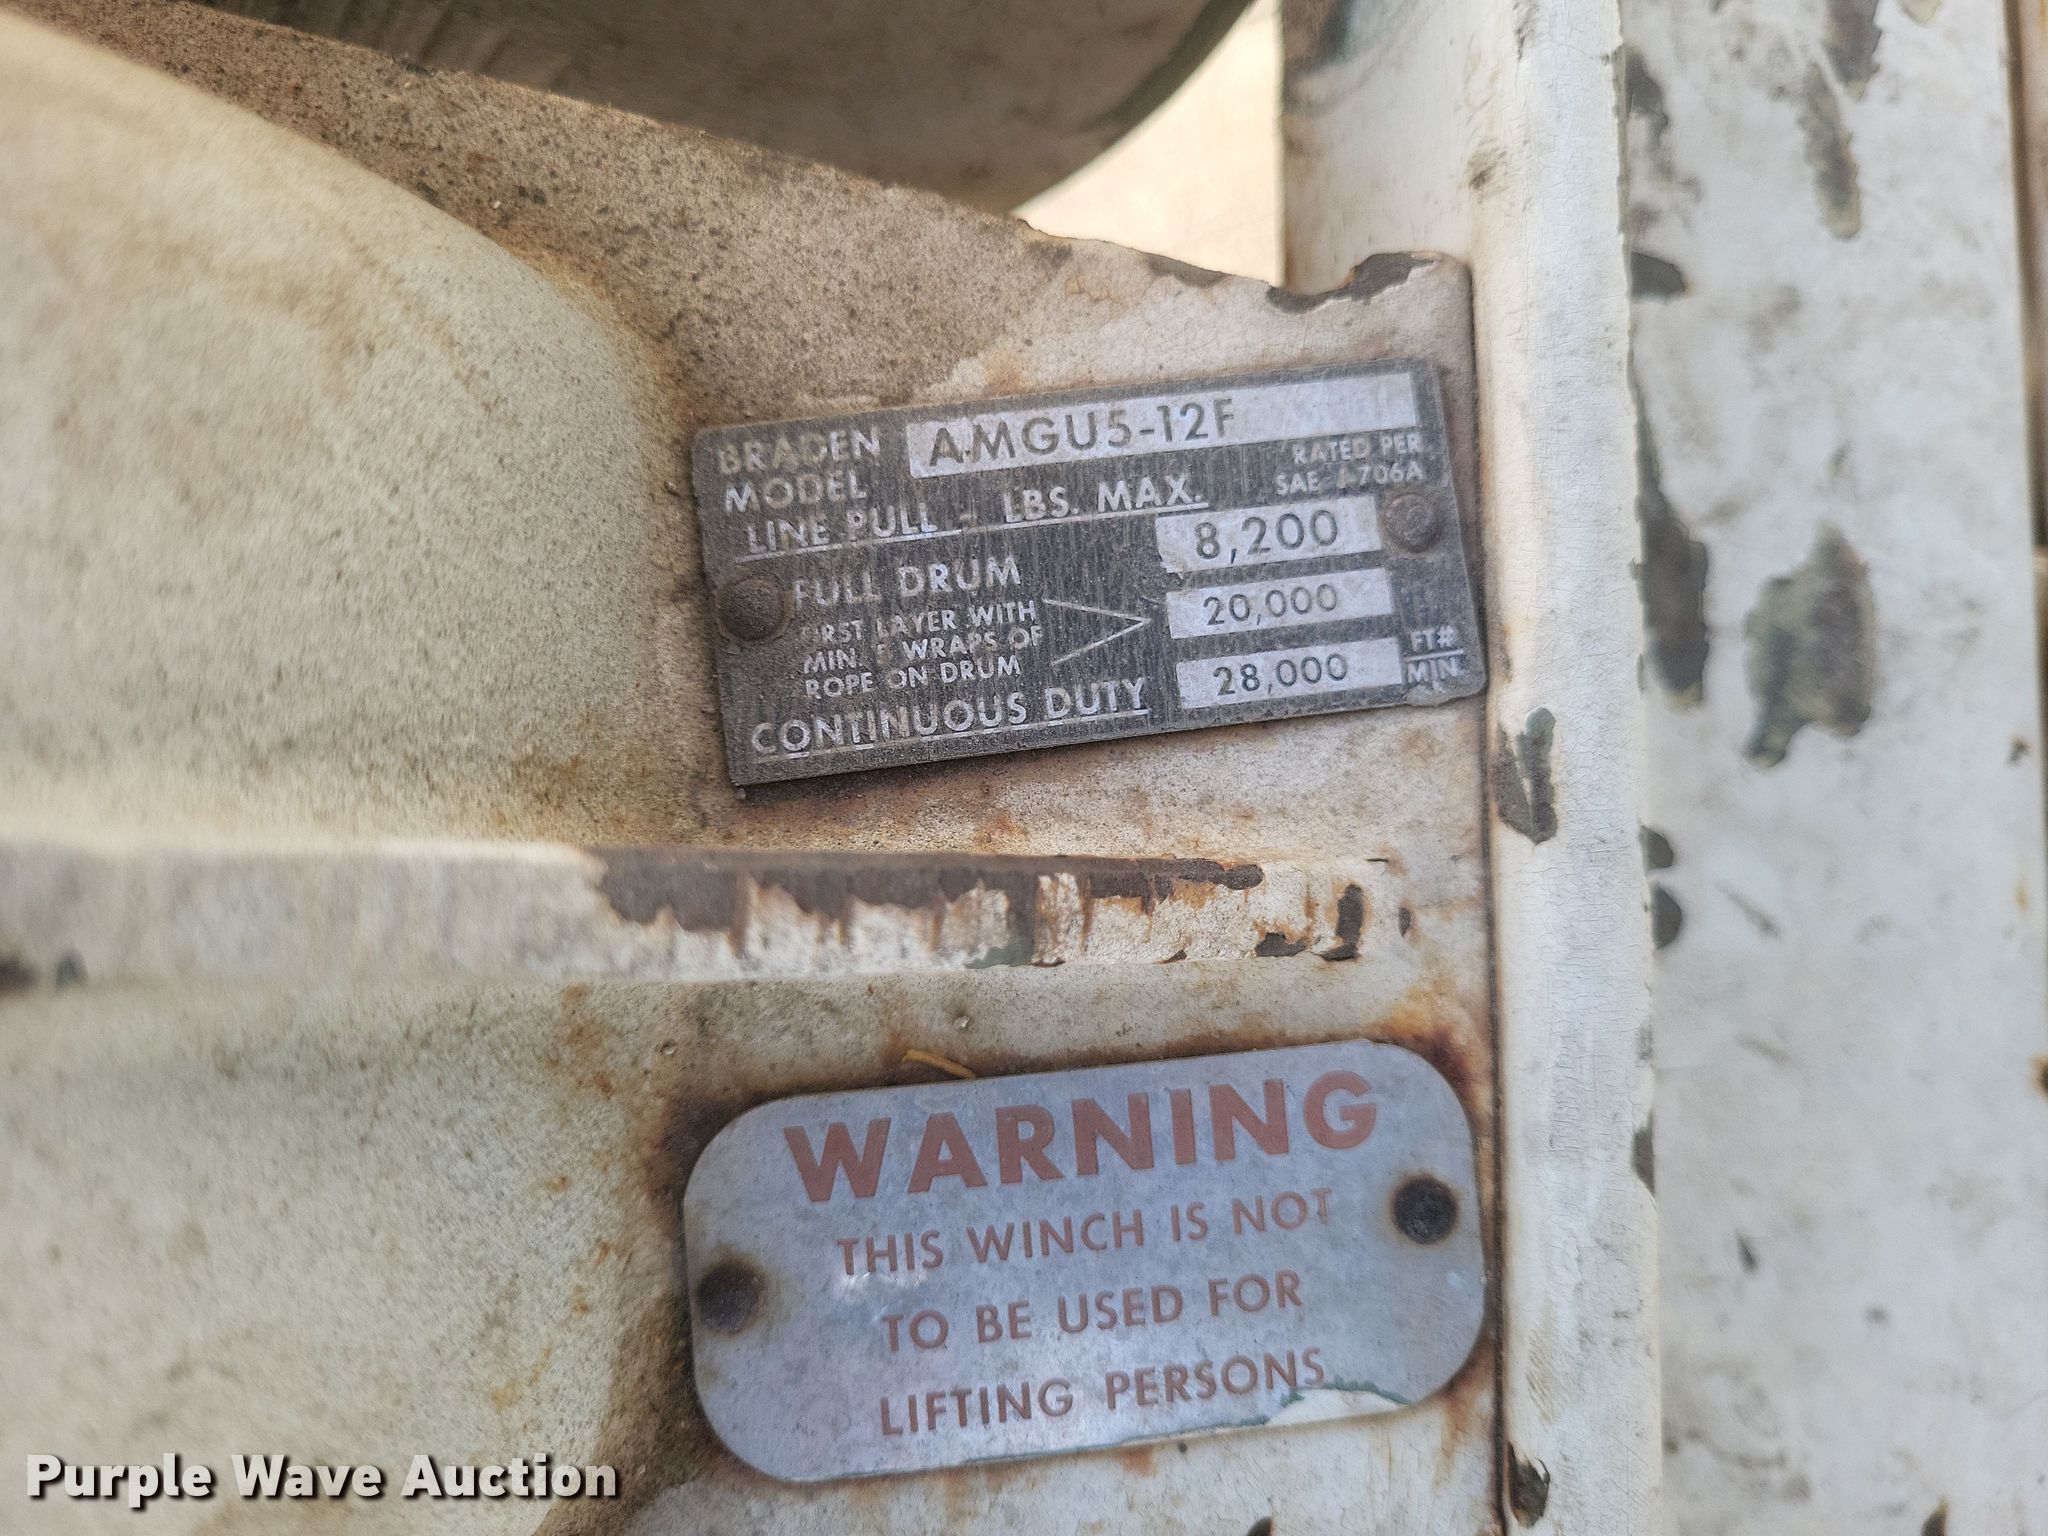 BRADEN
MODEL
AMGU5-12F
RATED PER
SAE J-706A
LINE PULL - LBS. MAX.
FULL DRUM
8,200
FIRST LAYER WITH
MIN. 5 WRAPS OF
ROPE ON DRUM
20,000
CONTINUOUS DUTY
28,000
FT#
MIN.
WARNING
THIS WINCH IS NOT
TO BE USED FOR
LIFTING PERSONS.
Purple Wave Auction